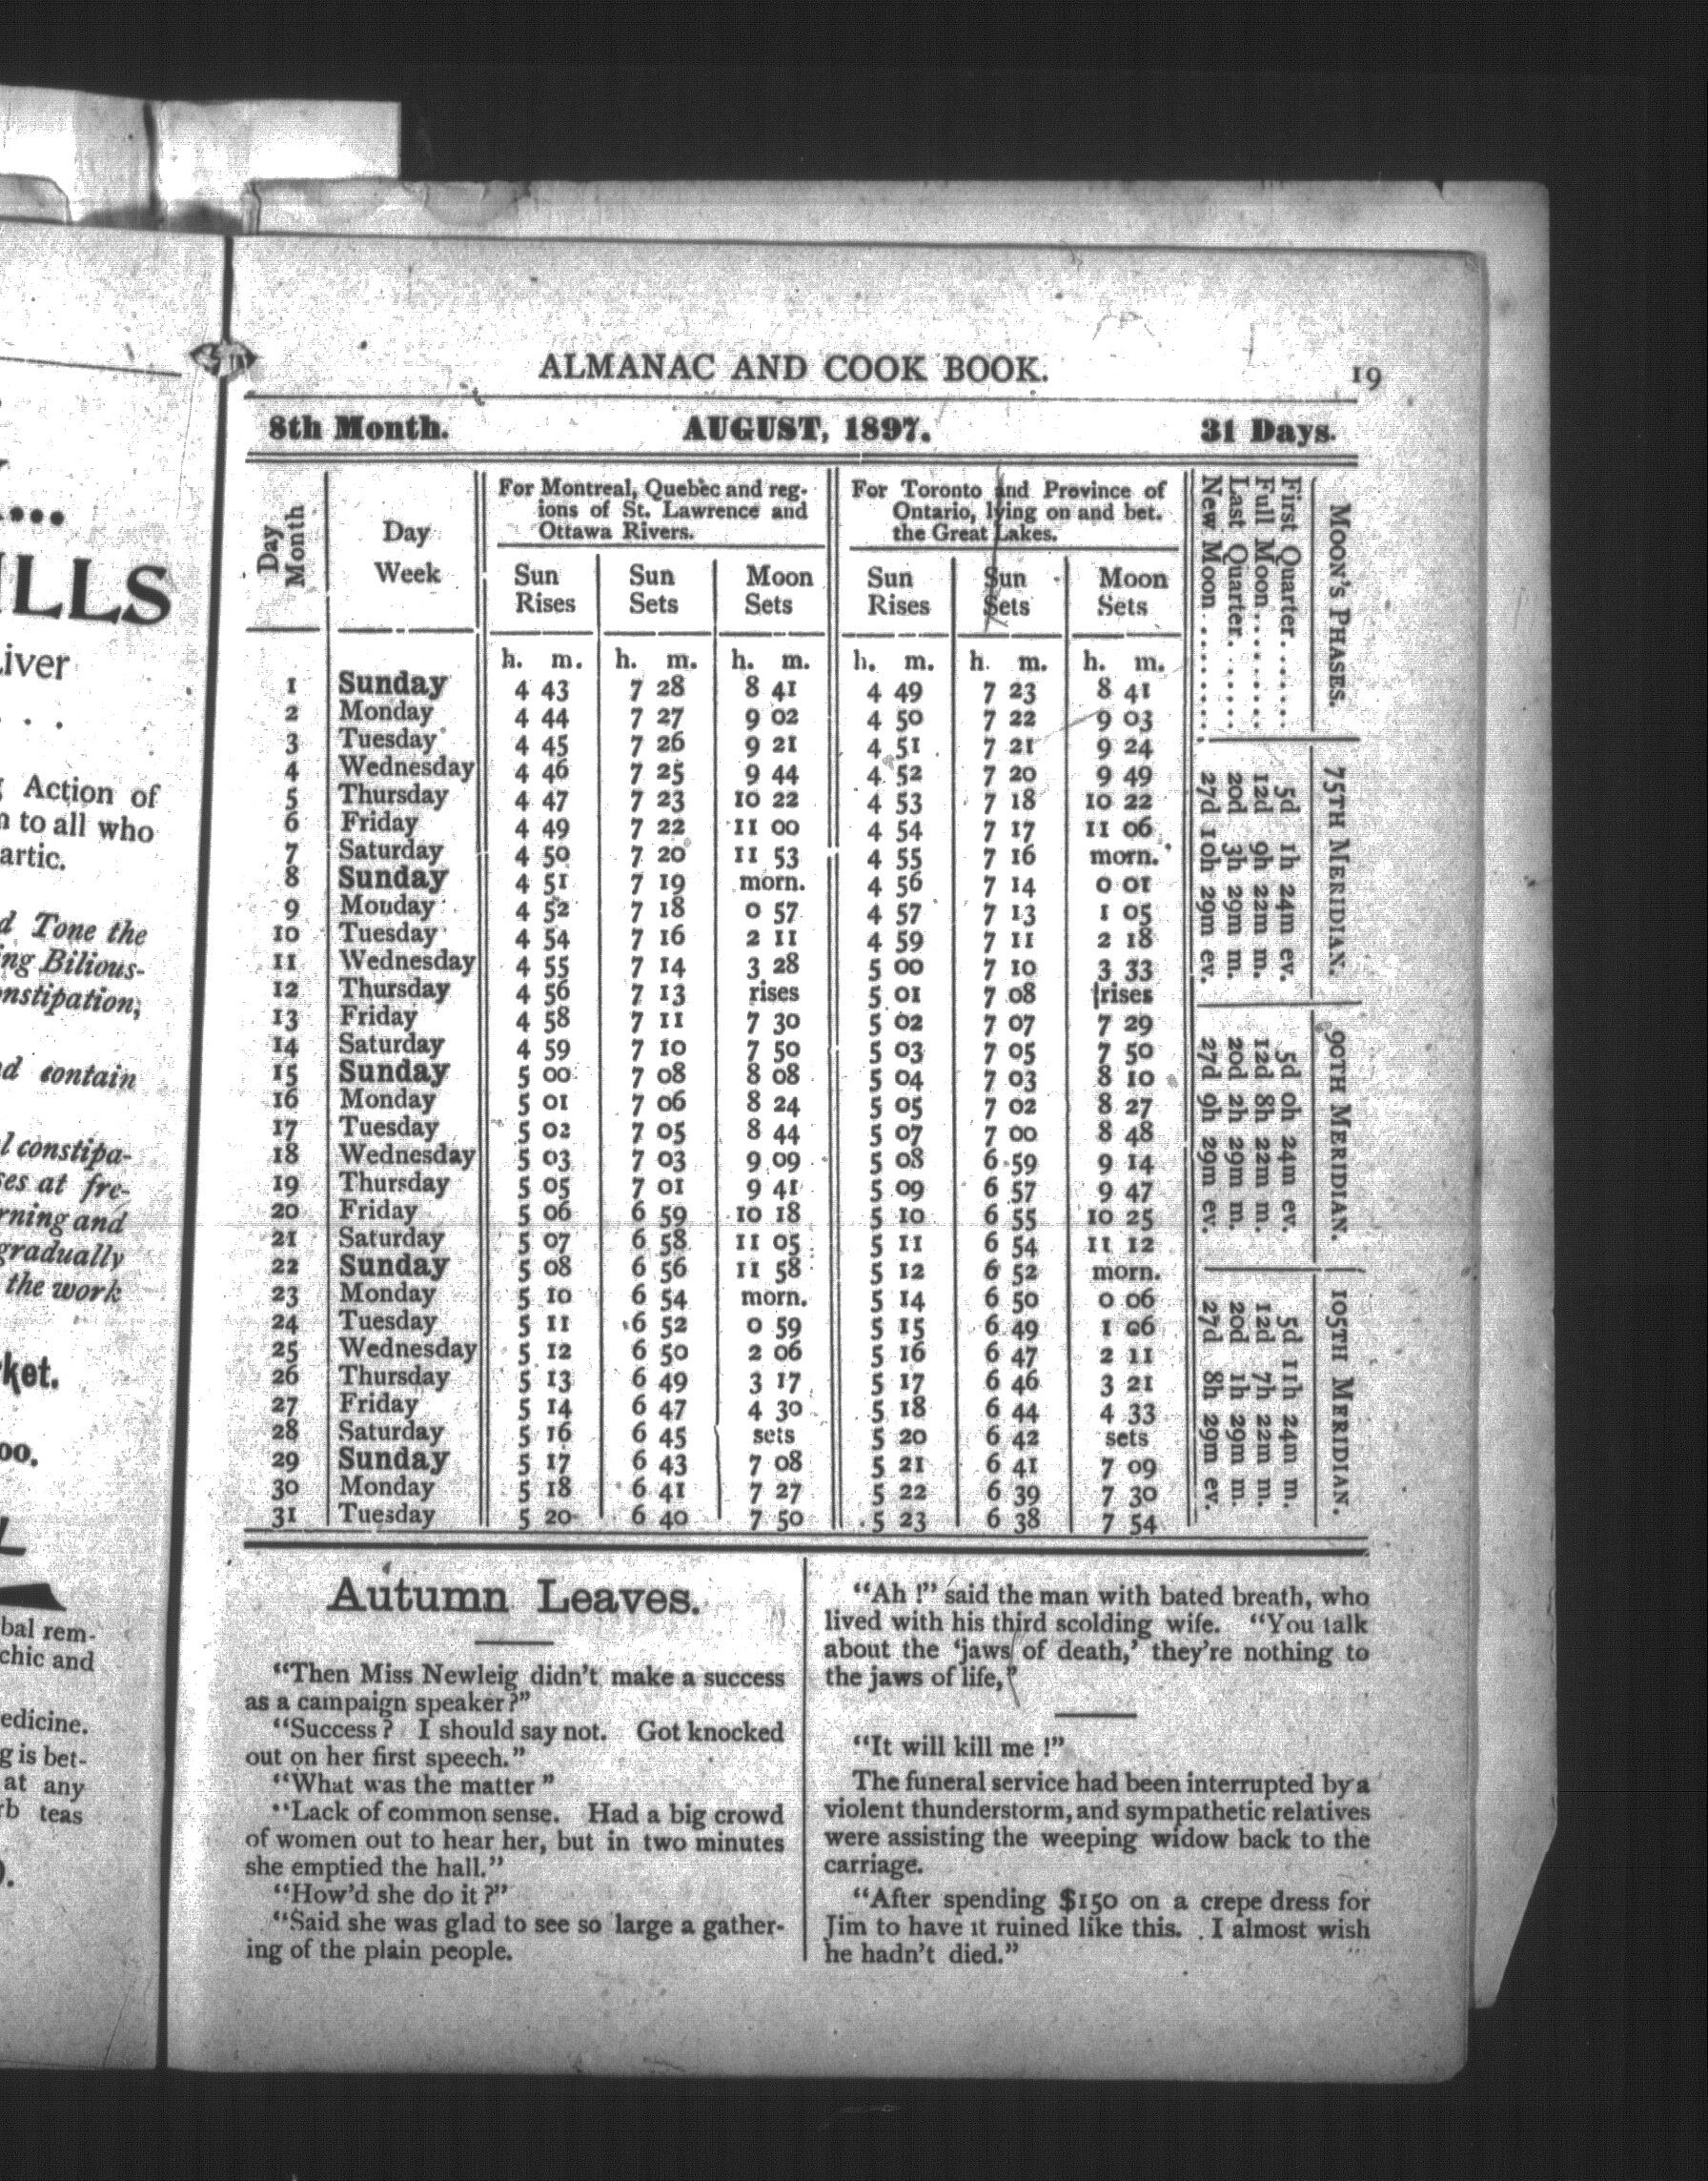 ILLS
iver
Action of
to all who
artic.
Tone the
ing Bilious-
onstipation,
contain
constipa-
at fre-
rning and
gradually
the work
ket.
bal rem-
chic and
edicine.
g is bet-
at any
teas
ALMANAC AND COOK BOOK.
19
8th Month. AUGUST, 1897. 31 Days.
Day Month
Day Week
For Montreal, Quebec and reg-
ions of St. Lawrence and
Ottawa Rivers.
For Toronto and Province of
Ontario, lying on and bet.
the Great Lakes.
Sun Rises Sun Sets Moon Sets Sun Rises Sun Sets Moon Sets
h. m. h. m. h. m. h. m. h. m. h. m.
1 Sunday 4 43 7 28 8 41 4 49 7 23 8 41
2 Monday 4 44 7 27 9 02 4 50 7 22 9 03
3 Tuesday 4 45 7 26 9 21 4 51 7 21 9 24
4 Wednesday 4 46 7 25 9 44 4 52 7 20 9 49
5 Thursday 4 47 7 23 10 22 4 53 7 18 10 22
6 Friday 4 49 7 22 11 00 4 54 7 17 11 06
7 Saturday 4 50 7 20 11 53 4 55 7 16 morn.
8 Sunday 4 51 7 19 morn. 4 56 7 14 0 01
9 Monday 4 52 7 18 0 57 4 57 7 13 1 05
10 Tuesday 4 54 7 16 2 11 4 59 7 11 2 18
11 Wednesday 4 55 7 14 3 28 5 00 7 10 3 33
12 Thursday 4 56 7 13 rises 5 01 7 08 rises
13 Friday 4 58 7 11 7 30 5 02 7 07 7 29
14 Saturday 4 59 7 10 7 50 5 03 7 05 7 50
15 Sunday 5 00 7 08 8 08 5 04 7 03 8 10
16 Monday 5 01 7 06 8 24 5 05 7 02 8 27
17 Tuesday 5 02 7 05 8 44 5 07 7 00 8 48
18 Wednesday 5 03 7 03 9 09 5 08 6 59 9 14
19 Thursday 5 05 7 01 9 41 5 09 6 57 9 47
20 Friday 5 06 6 59 10 18 5 10 6 55 10 25
21 Saturday 5 07 6 58 11 05 5 11 6 54 11 12
22 Sunday 5 08 6 56 11 58 5 12 6 52 morn.
23 Monday 5 10 6 54 morn. 5 14 6 50 0 06
24 Tuesday 5 11 6 52 0 59 5 15 6 49 1 06
25 Wednesday 5 12 6 50 2 06 5 16 6 47 2 11
26 Thursday 5 13 6 49 3 17 5 17 6 46 3 21
27 Friday 5 14 6 47 4 30 5 18 6 44 4 33
28 Saturday 5 16 6 45 sets 5 20 6 42 sets
29 Sunday 5 17 6 43 7 08 5 21 6 41 7 09
30 Monday 5 18 6 41 7 27 5 22 6 39 7 30
31 Tuesday 5 20 6 40 7 50 5 23 6 38 7 54
MOON'S PHASES. 75TH MERIDIAN. 90TH MERIDIAN. 105TH MERIDIAN.
First Quarter....... 5d 1h 24m ev. 5d 0h 24m ev. 5d 11h 24m m.
Full Moon......... 12d 9h 22m m. 12d 8h 22m m. 12d 7h 22m m.
Last Quarter....... 20d 3h 29m m. 20d 2h 29m m. 20d 1h 29m m.
New Moon......... 27d 10h 29m ev. 27d 9h 29m ev. 27d 8h 29m ev.
Autumn Leaves.
“Then Miss Newleig didn't make a success
as a campaign speaker?”
“Success? I should say not. Got knocked
out on her first speech.”
“What was the matter ”
“Lack of common sense. Had a big crowd
of women out to hear her, but in two minutes
she emptied the hall.”
“How'd she do it?”
“Said she was glad to see so large a gather-
ing of the plain people.
“Ah!” said the man with bated breath, who
lived with his third scolding wife. “You talk
about the ‘jaws of death,’ they're nothing to
the jaws of life,”
“It will kill me!”
The funeral service had been interrupted by a
violent thunderstorm, and sympathetic relatives
were assisting the weeping widow back to the
carriage.
“After spending $150 on a crepe dress for
Jim to have it ruined like this. I almost wish
he hadn't died.”